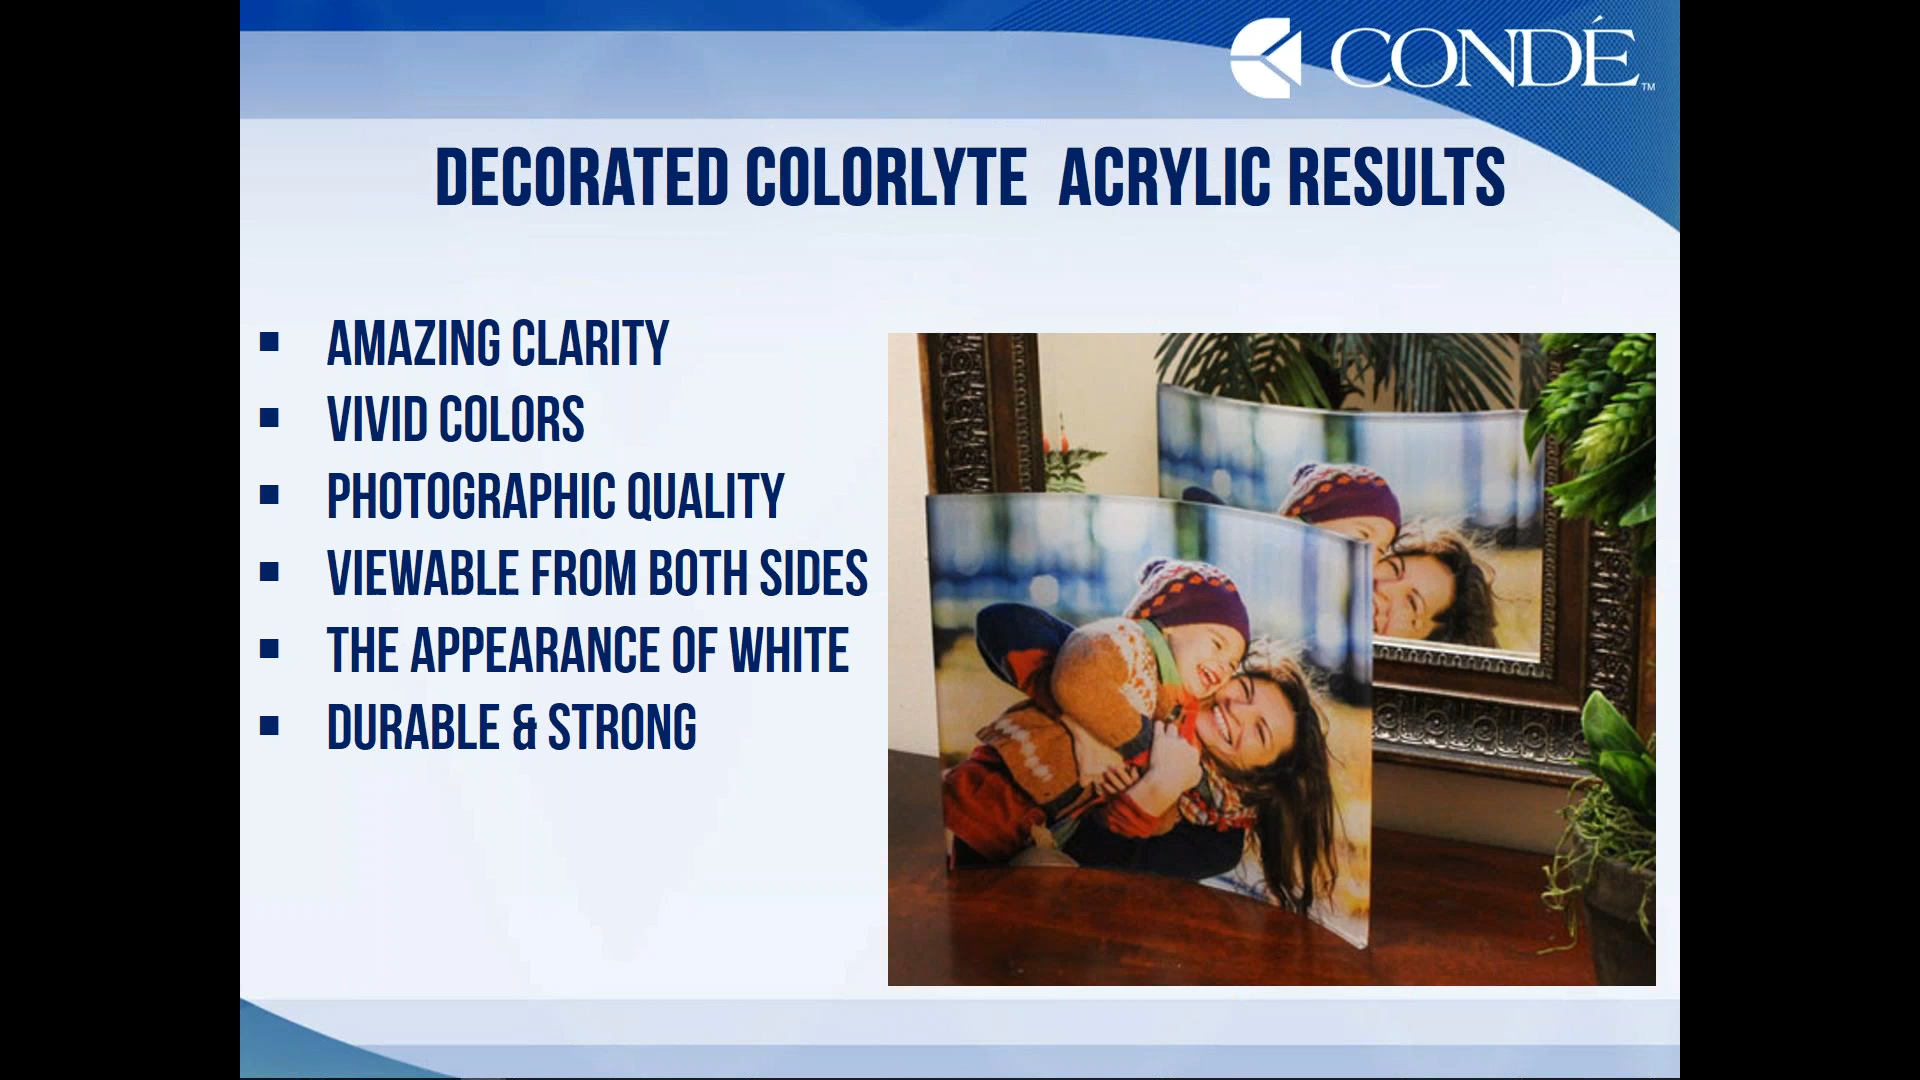 CONDÉ™
DECORATED COLORLYTE  ACRYLIC RESULTS
▪ AMAZING CLARITY
▪ VIVID COLORS
▪ PHOTOGRAPHIC QUALITY
▪ VIEWABLE FROM BOTH SIDES
▪ THE APPEARANCE OF WHITE
▪ DURABLE & STRONG